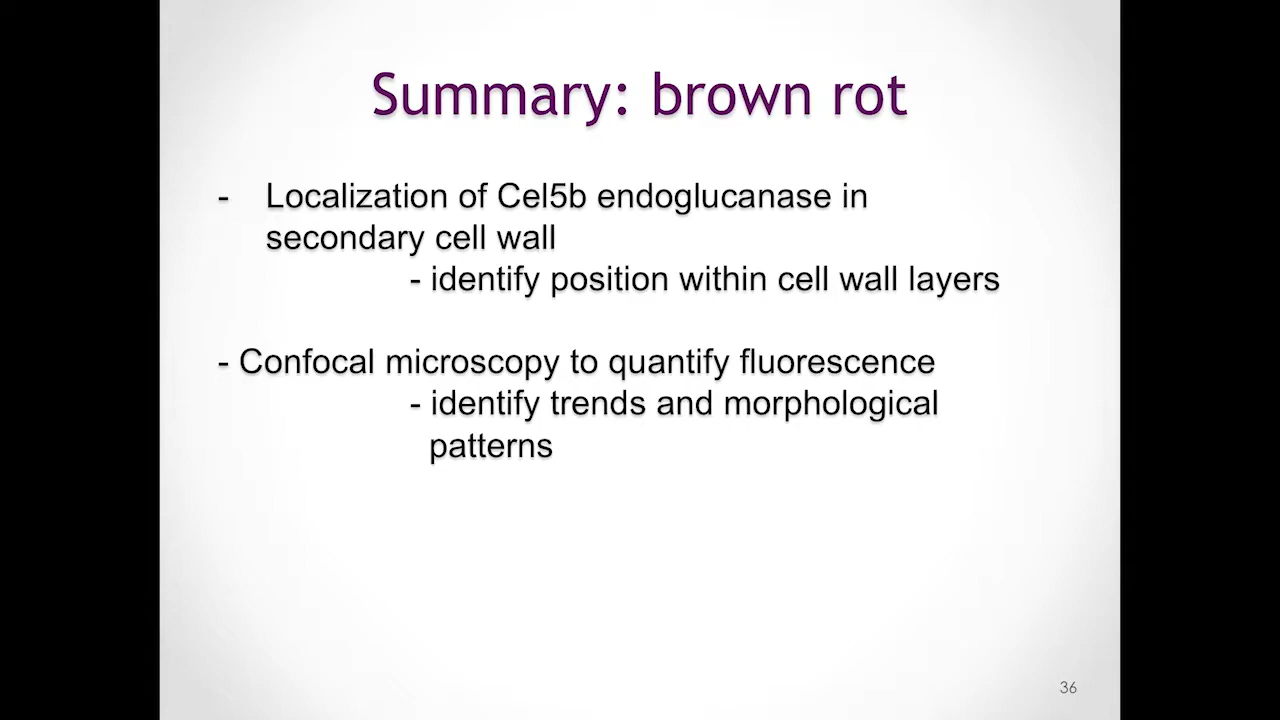 Summary: brown rot
- Localization of Cel5b endoglucanase in
secondary cell wall
- identify position within cell wall layers
- Confocal microscopy to quantify fluorescence
- identify trends and morphological
patterns
36